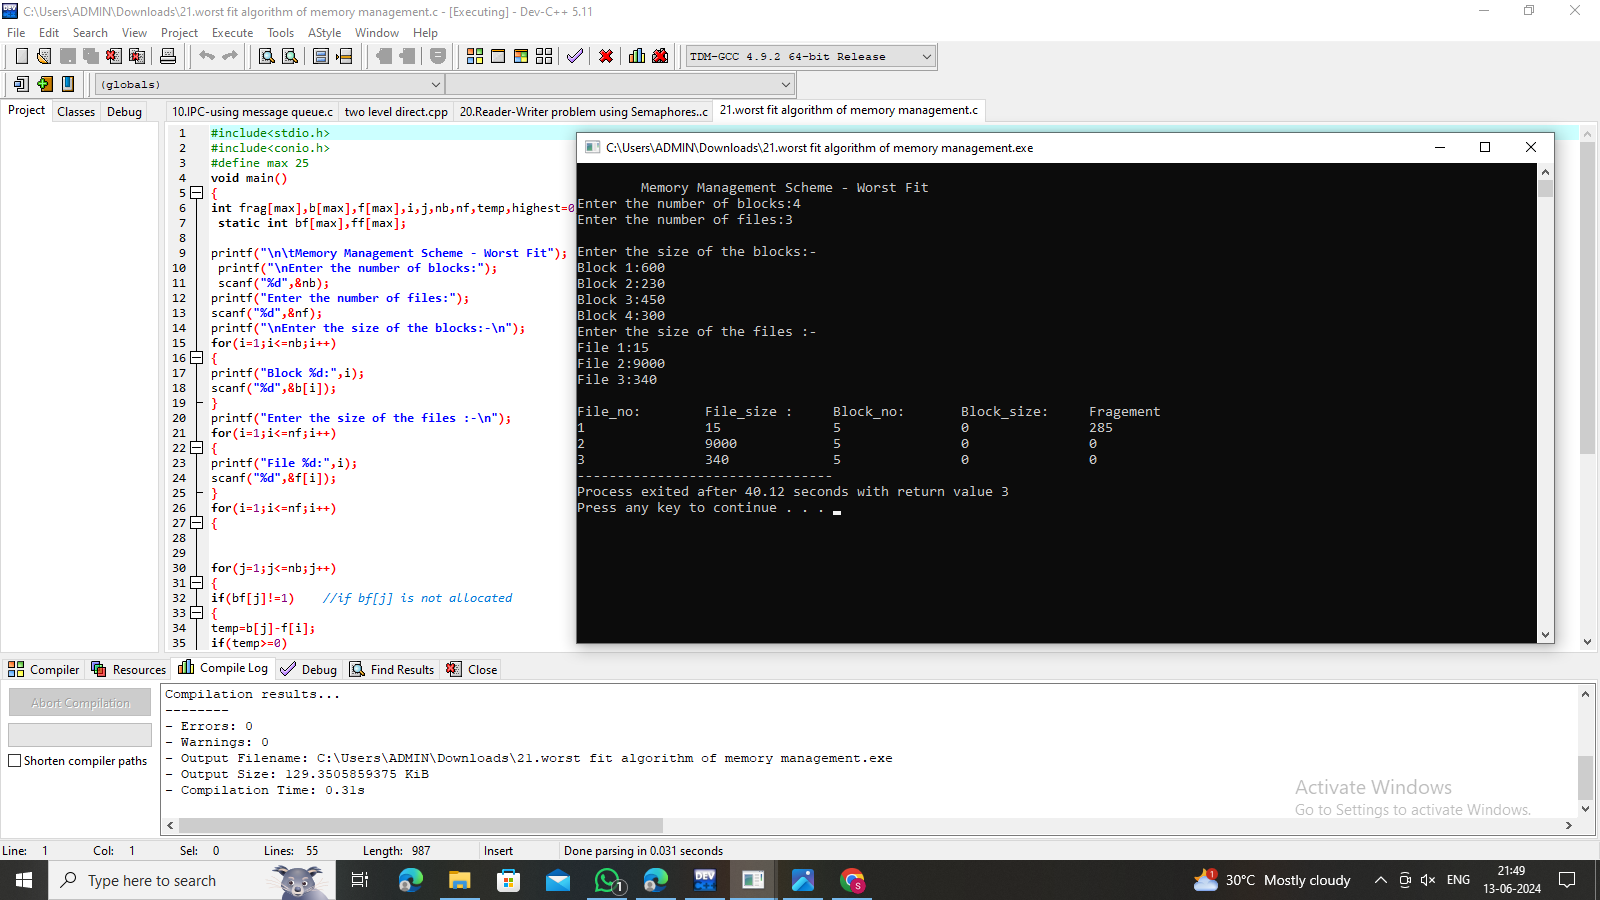 C:\Users\ADMIN\Downloads\21.worst fit algorithm of memory management.c - [Executing] - Dev-C++ 5.11
File Edit Search View Project Execute Tools AStyle Window Help
TDM-GCC 4.9.2 64-bit Release
(globals)
Project Classes Debug
10.IPC-using message queue.c two level direct.cpp 20.Reader-Writer problem using Semaphores..c 21.worst fit algorithm of memory management.c
1 #include<stdio.h>
2 #include<conio.h>
3 #define max 25
4 void main()
5 {
6 int frag[max],b[max],f[max],i,j,nb,nf,temp,highest=0
7 static int bf[max],ff[max];
8
9 printf("\n\tMemory Management Scheme - Worst Fit");
10 printf("\nEnter the number of blocks:");
11 scanf("%d",&nb);
12 printf("Enter the number of files:");
13 scanf("%d",&nf);
14 printf("\nEnter the size of the blocks:-\n");
15 for(i=1;i<=nb;i++)
16 {
17 printf("Block %d:",i);
18 scanf("%d",&b[i]);
19 }
20 printf("Enter the size of the files :-\n");
21 for(i=1;i<=nf;i++)
22 {
23 printf("File %d:",i);
24 scanf("%d",&f[i]);
25 }
26 for(i=1;i<=nf;i++)
27 {
28
29
30 for(j=1;j<=nb;j++)
31 {
32 if(bf[j]!=1) //if bf[j] is not allocated
33 {
34 temp=b[j]-f[i];
35 if(temp>=0)
C:\Users\ADMIN\Downloads\21.worst fit algorithm of memory management.exe
Memory Management Scheme - Worst Fit
Enter the number of blocks:4
Enter the number of files:3
Enter the size of the blocks:-
Block 1:600
Block 2:230
Block 3:450
Block 4:300
Enter the size of the files :-
File 1:15
File 2:9000
File 3:340
File_no: File_size : Block_no: Block_size: Fragement
1 15 5 0 285
2 9000 5 0 0
3 340 5 0 0
--------------------------------
Process exited after 40.12 seconds with return value 3
Press any key to continue . . .
Compiler Resources Compile Log Debug Find Results Close
Abort Compilation
Shorten compiler paths
Compilation results...
--------
- Errors: 0
- Warnings: 0
- Output Filename: C:\Users\ADMIN\Downloads\21.worst fit algorithm of memory management.exe
- Output Size: 129.3505859375 KiB
- Compilation Time: 0.31s
Activate Windows
Go to Settings to activate Windows.
Line: 1 Col: 1 Sel: 0 Lines: 55 Length: 987 Insert Done parsing in 0.031 seconds
Type here to search
DEV
1
S
1
30°C Mostly cloudy
ENG
21:49
13-06-2024